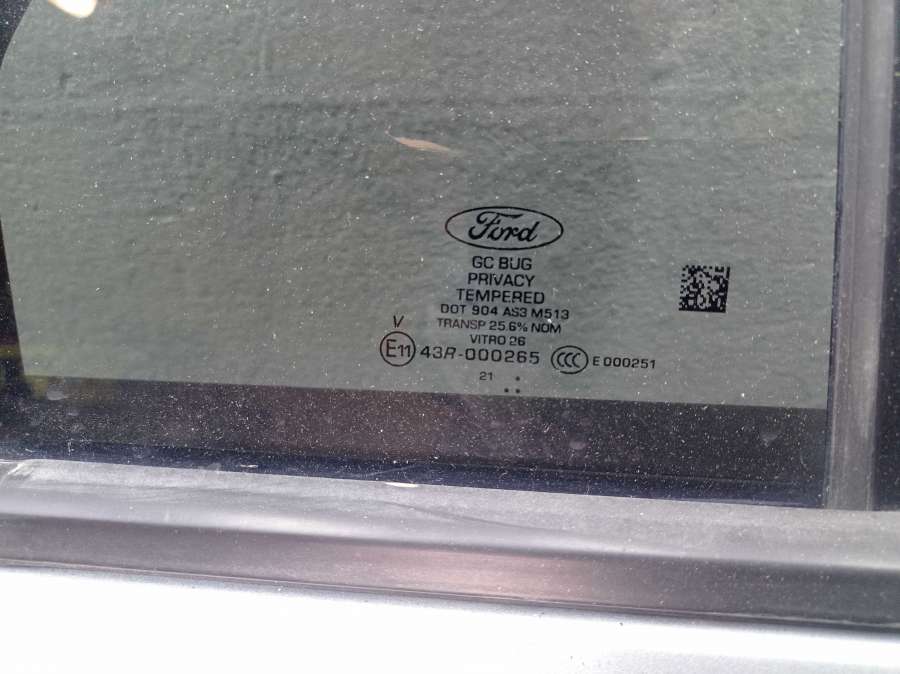 Ford
GC BUG
PRIVACY
TEMPERED
DOT 904 AS3 M513
TRANSP 25.6% NOM
VITRO 26
V
E11 43R-000265 CCC E 000251
21